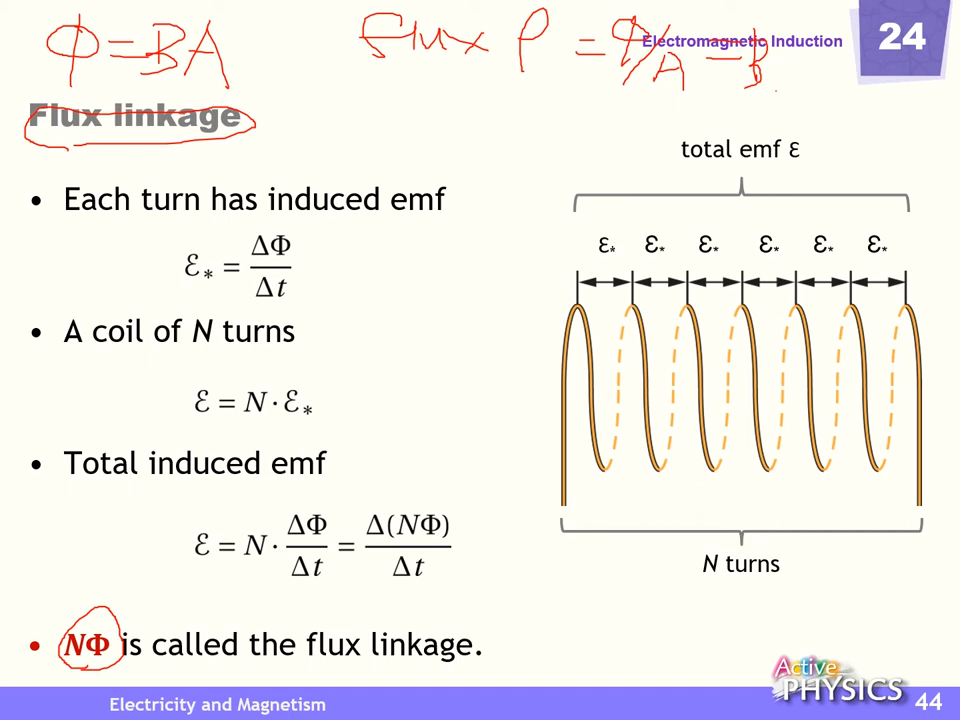 Φ = BA
Flux ρ = Φ/A = B
Electromagnetic Induction
24
Flux linkage
total emf ε
• Each turn has induced emf
ε* ε* ε* ε* ε* ε*
ℰ* = ΔΦ/Δt
• A coil of N turns
ℰ = N · ℰ*
• Total induced emf
ℰ = N · ΔΦ/Δt = Δ(NΦ)/Δt
N turns
• NΦ is called the flux linkage.
Active PHYSICS
Electricity and Magnetism
44